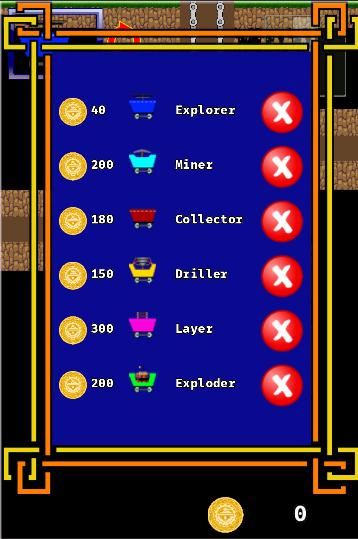 40 Explorer
200 Miner
180 Collector
150 Driller
300 Layer
200 Exploder
0